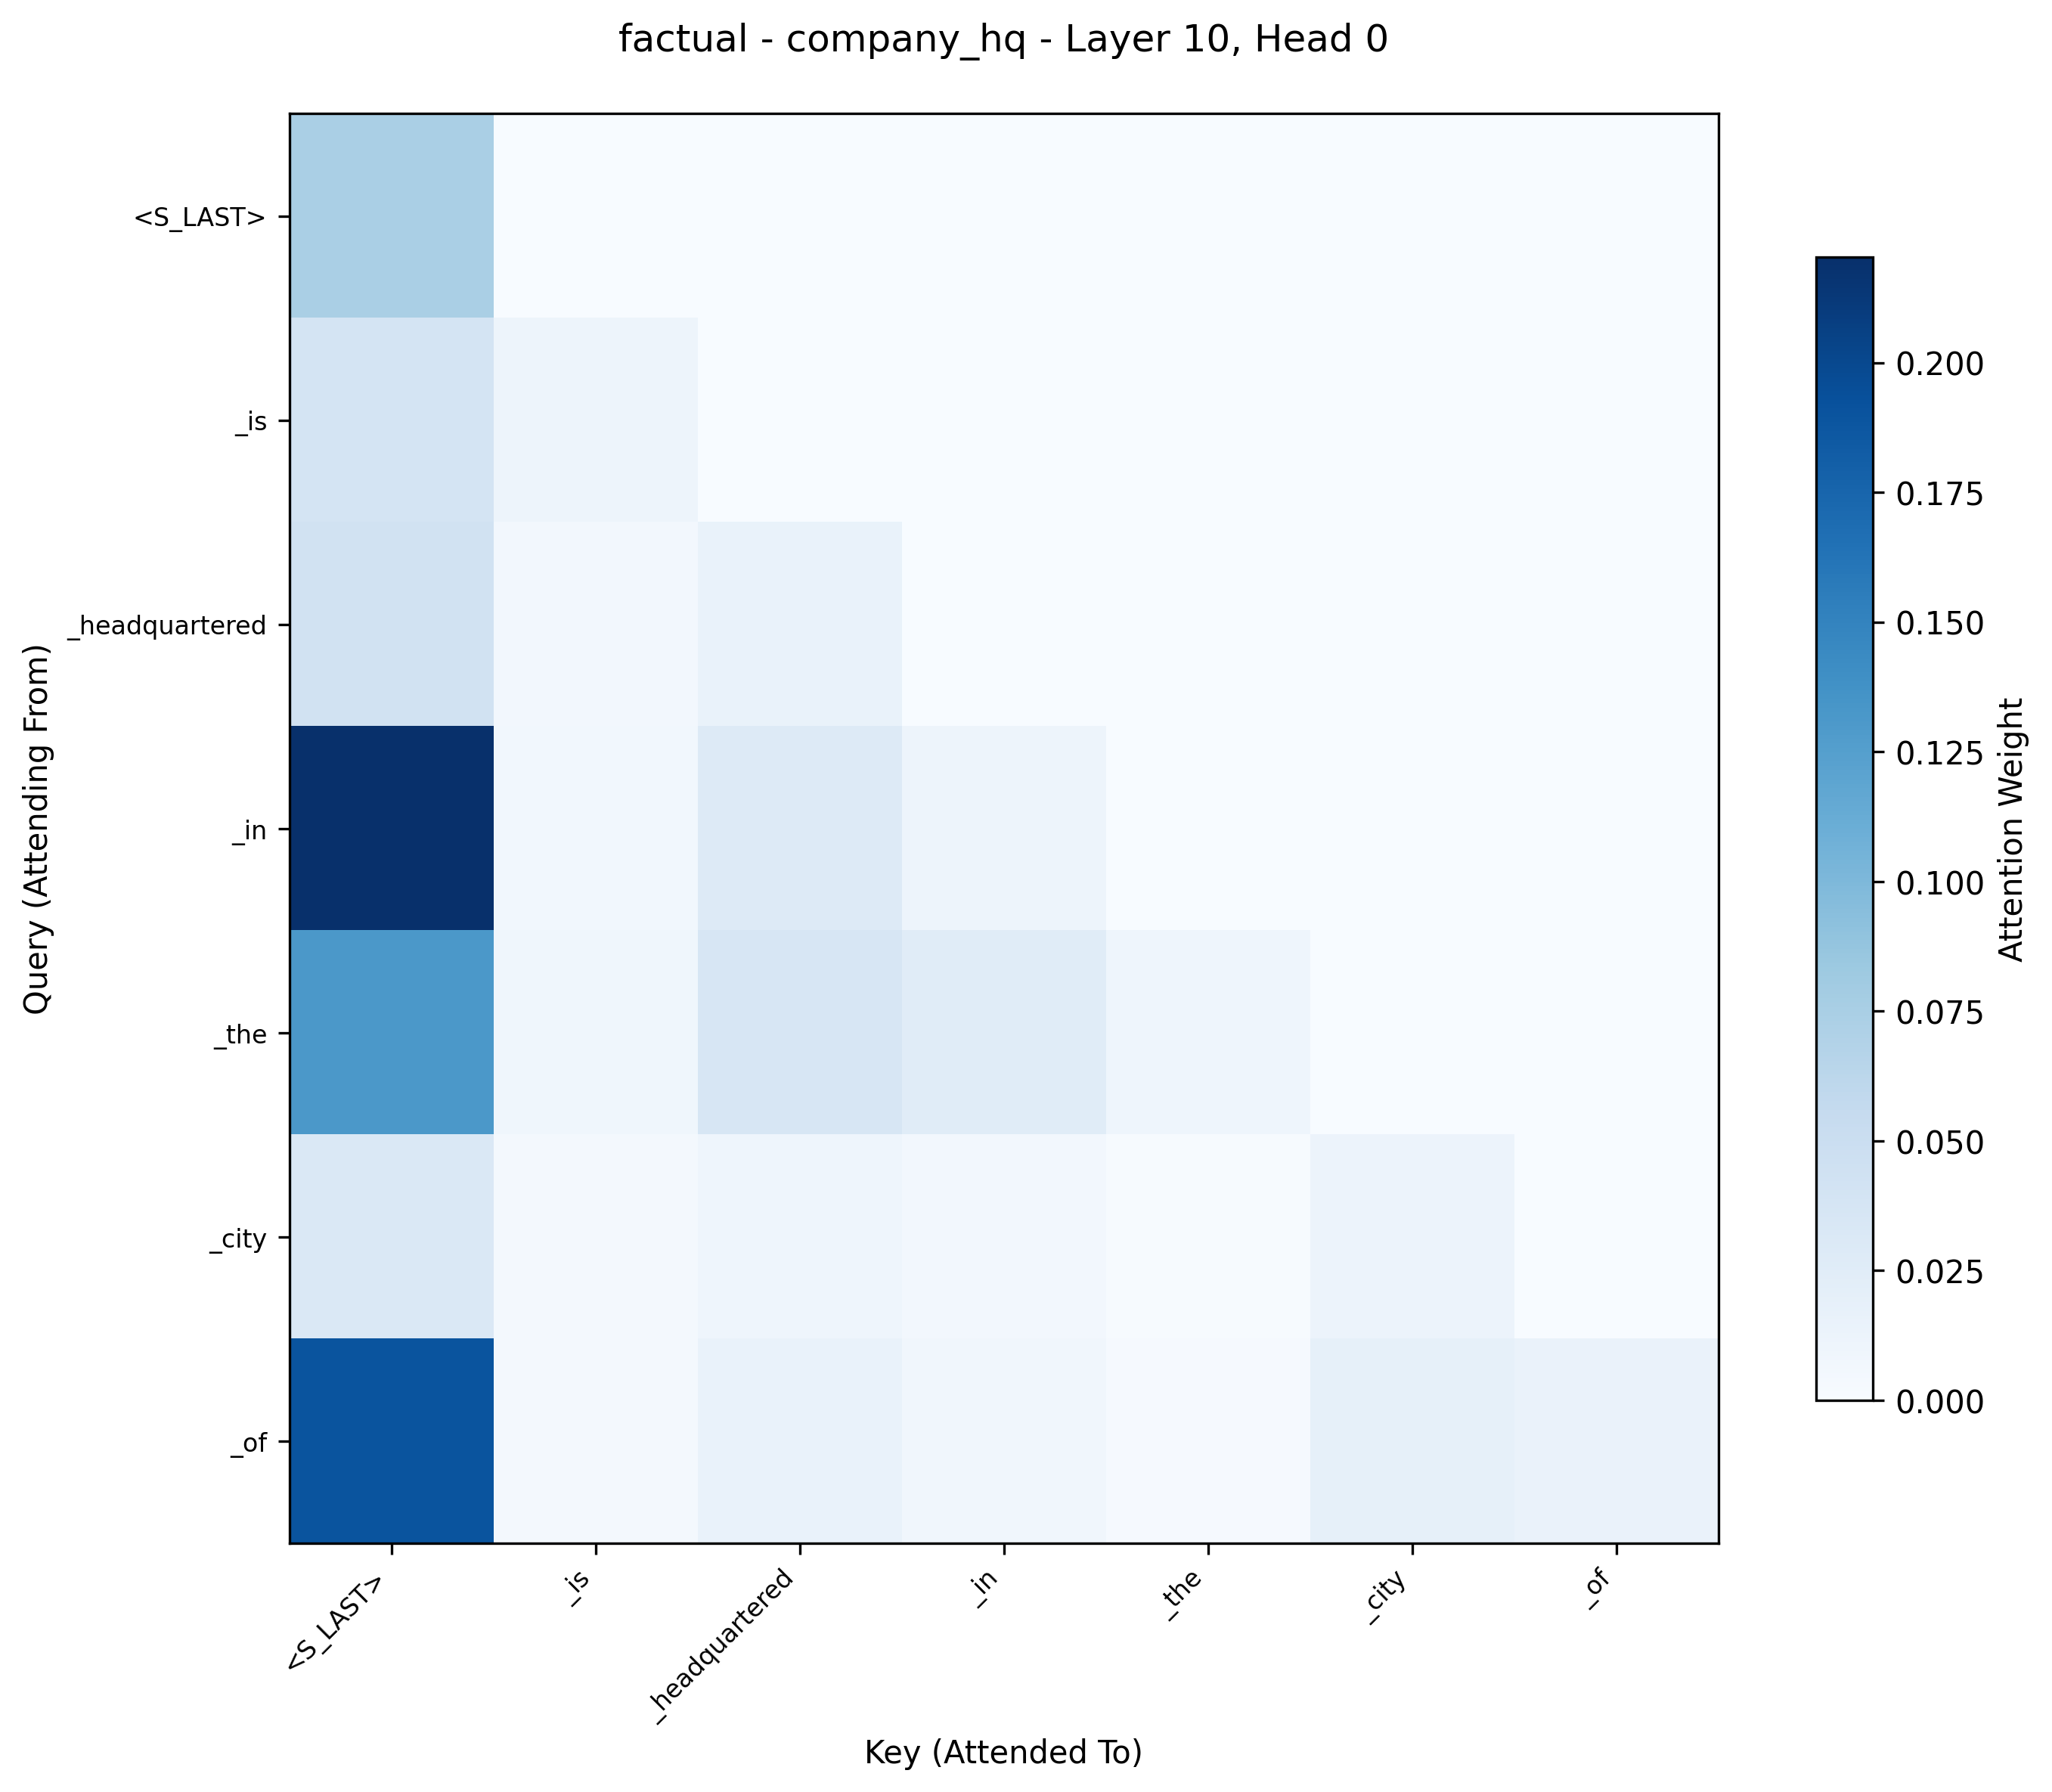 factual - company_hq - Layer 10, Head 0
Query (Attending From)
<S_LAST>
_is
_headquartered
_in
_the
_city
_of
<S_LAST>
_is
_headquartered
_in
_the
_city
_of
Key (Attended To)
0.200
0.175
0.150
0.125
0.100
0.075
0.050
0.025
0.000
Attention Weight